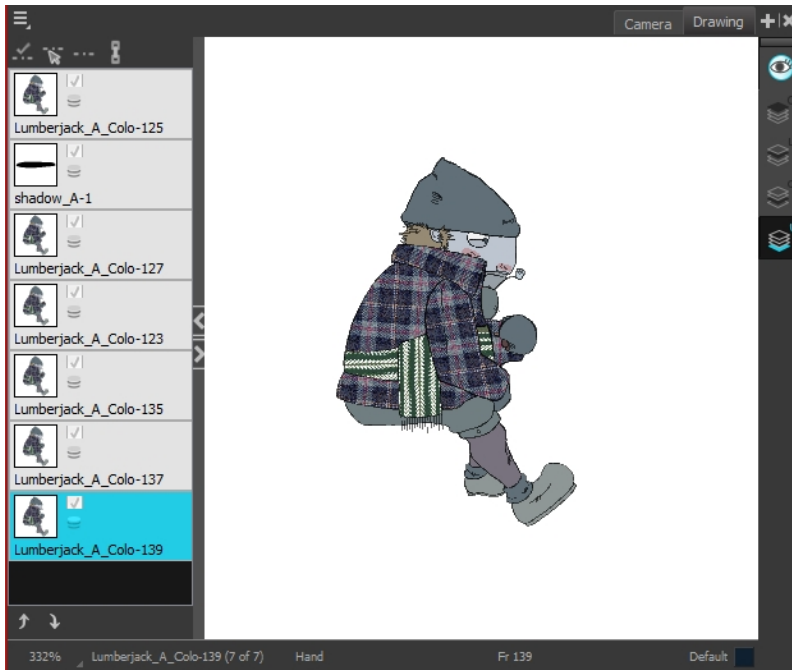 Camera
Drawing
Lumberjack_A_Colo-125
shadow_A-1
Lumberjack_A_Colo-127
Lumberjack_A_Colo-123
Lumberjack_A_Colo-135
Lumberjack_A_Colo-137
Lumberjack_A_Colo-139
332% Lumberjack_A_Colo-139 (7 of 7) Hand Fr 139 Default